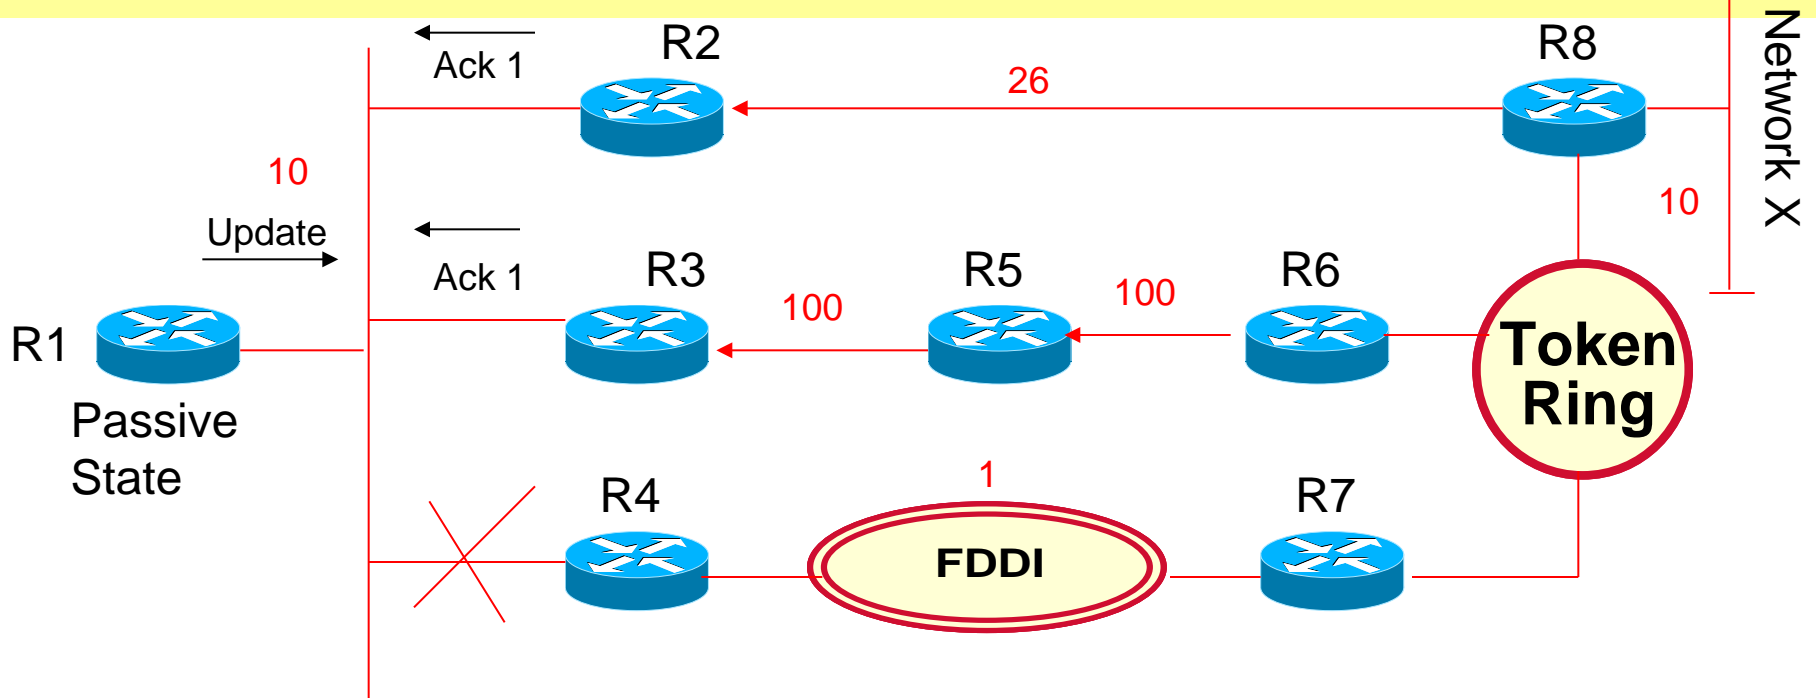 R2
R8
Ack 1
26
Network X
10
10
Update
R3
R5
R6
Ack 1
100
100
R1
Token
Ring
Passive
State
R4
1
R7
FDDI